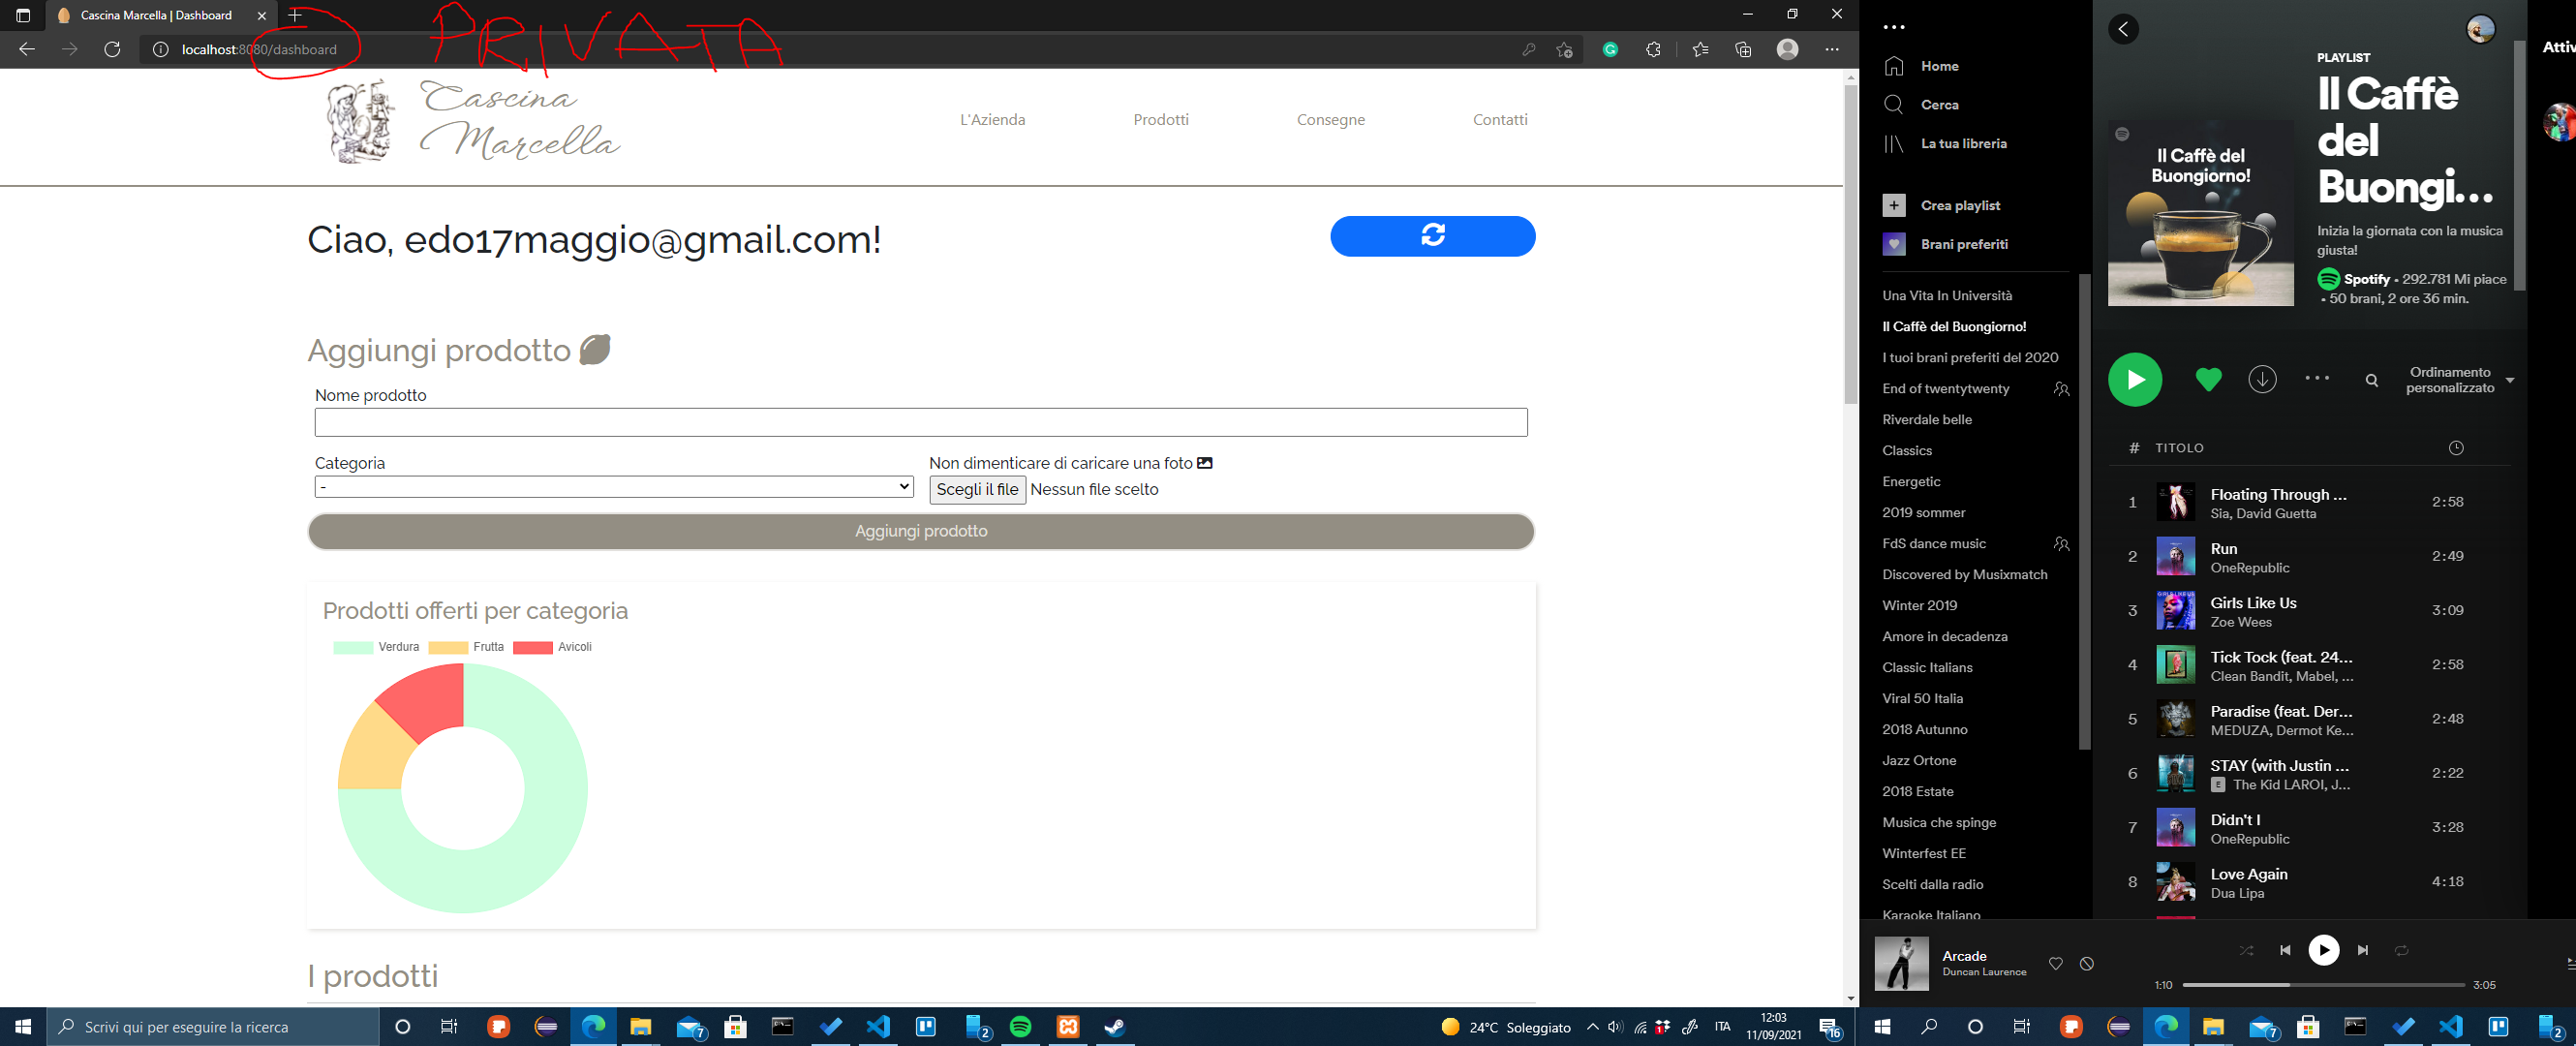 Cascina Marcella | Dashboard
PRIVATA
localhost:8080/dashboard
Cascina
Marcella
L'Azienda
Prodotti
Consegne
Contatti
Ciao, edo17maggio@gmail.com!
Aggiungi prodotto
Nome prodotto
Categoria
-
Non dimenticare di caricare una foto
Scegli il file Nessun file scelto
Aggiungi prodotto
Prodotti offerti per categoria
Verdura Frutta Avicoli
I prodotti
Scrivi qui per eseguire la ricerca
7
2
24°C Soleggiato
ITA
12:03
11/09/2021
16
Home
Cerca
La tua libreria
Crea playlist
Brani preferiti
Una Vita In Università
Il Caffè del Buongiorno!
I tuoi brani preferiti del 2020
End of twentytwenty
Riverdale belle
Classics
Energetic
2019 sommer
FdS dance music
Discovered by Musixmatch
Winter 2019
Amore in decadenza
Classic Italians
Viral 50 Italia
2018 Autunno
Jazz Ortone
2018 Estate
Musica che spinge
Winterfest EE
Scelti dalla radio
Karaoke Italiano
Il Caffè del
Buongiorno!
PLAYLIST
Il Caffè
del
Buongi...
Inizia la giornata con la musica
giusta!
Spotify • 292.781 Mi piace
• 50 brani, 2 ore 36 min.
Ordinamento
personalizzato
# TITOLO
1 Floating Through ... 2:58
Sia, David Guetta
2 Run 2:49
OneRepublic
3 Girls Like Us 3:09
Zoe Wees
4 Tick Tock (feat. 24... 2:58
Clean Bandit, Mabel, ...
5 Paradise (feat. Der... 2:48
MEDUZA, Dermot Ke...
6 STAY (with Justin ... 2:22
E The Kid LAROI, J...
7 Didn't I 3:28
OneRepublic
8 Love Again 4:18
Dua Lipa
Attiv
Arcade
Duncan Laurence
1:10
3:05
7
2